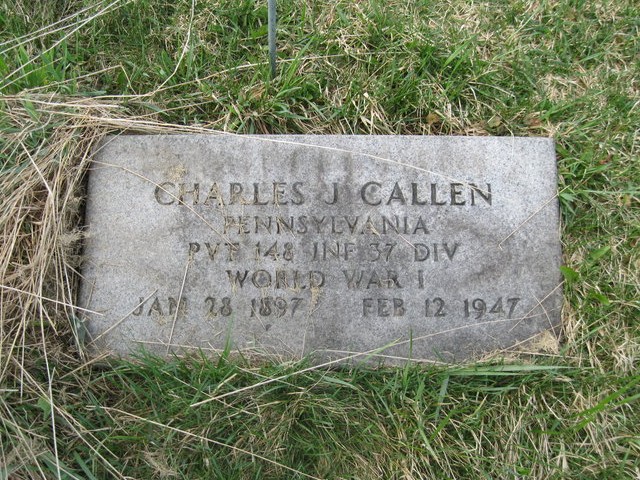 CHARLES J CALLEN
PENNSYLVANIA
PVT 148 INF 37 DIV
WORLD WAR I
JAN 28 1897 FEB 12 1947